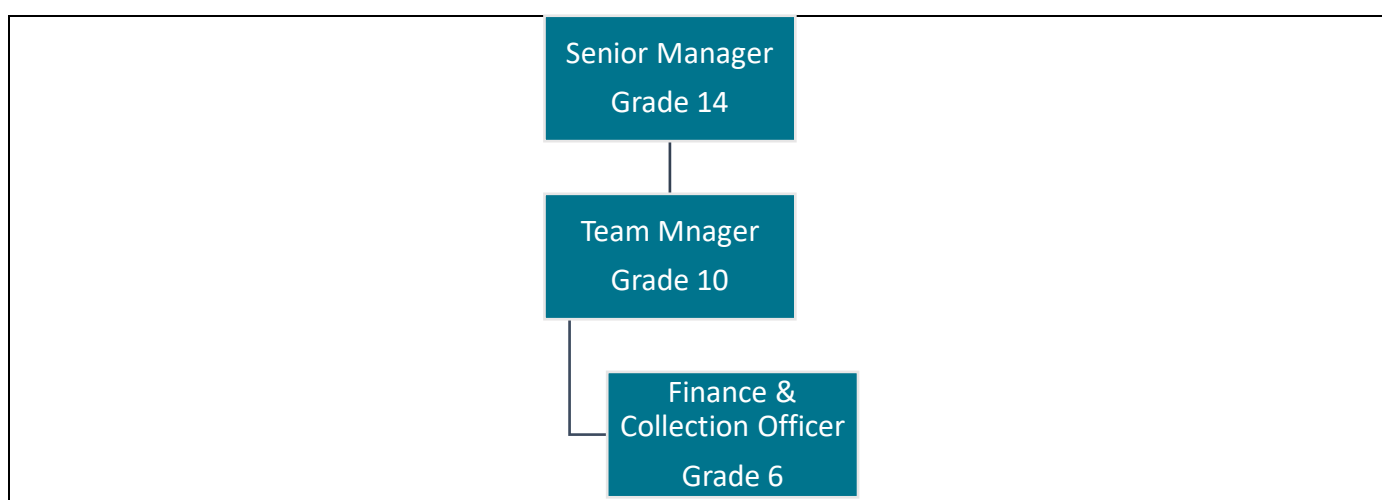 Senior Manager
Grade 14
Team Mnager
Grade 10
Finance &
Collection Officer
Grade 6